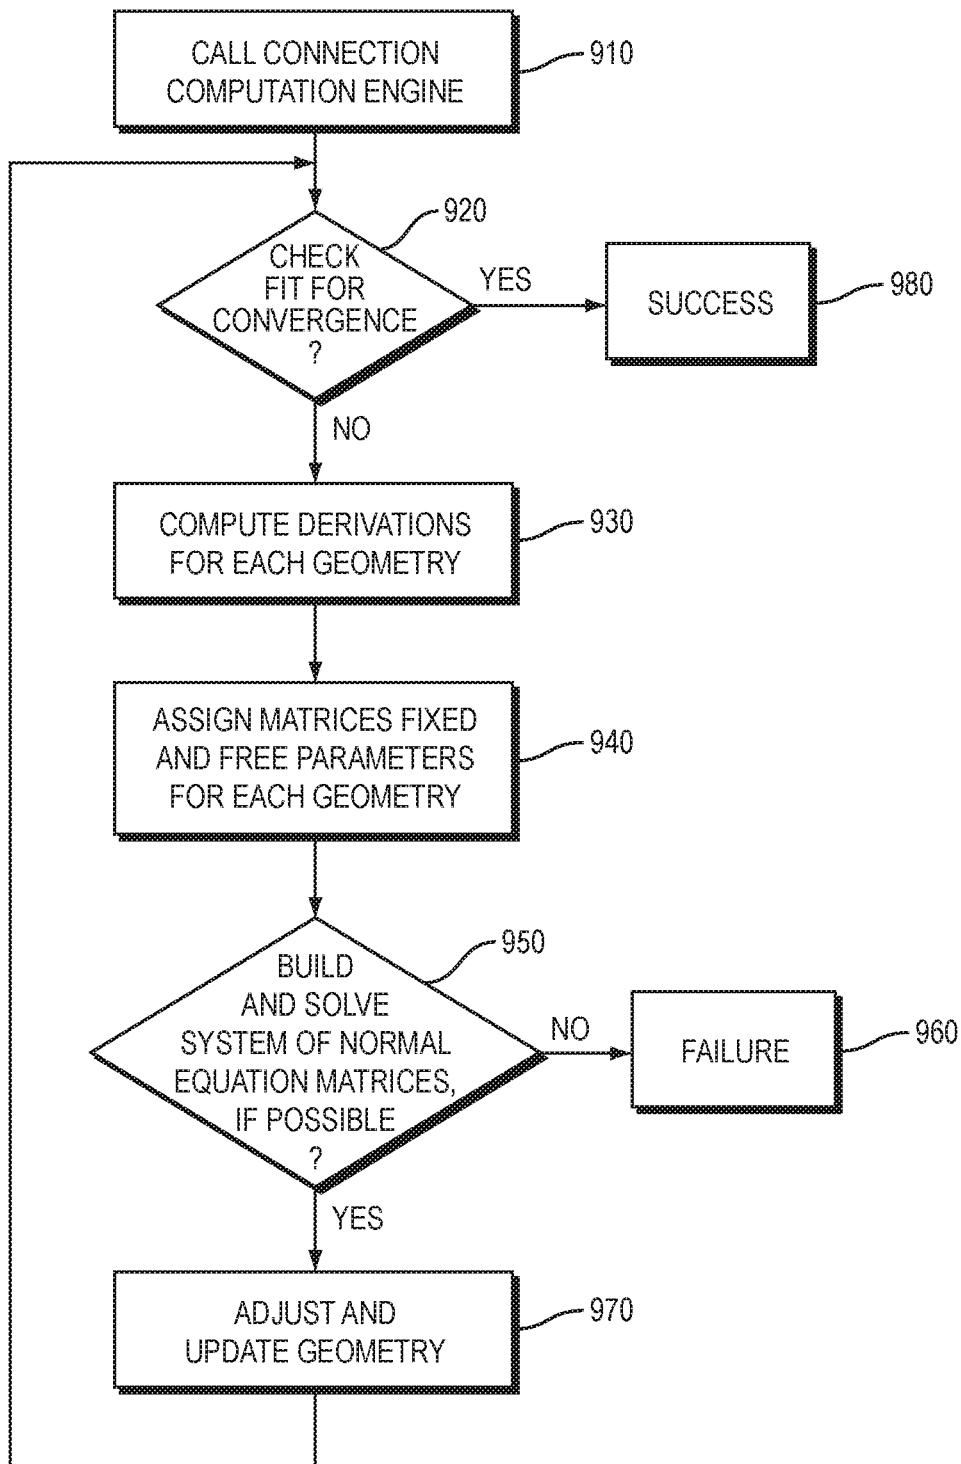 CALL CONNECTION
COMPUTATION ENGINE
910
920
CHECK
FIT FOR
CONVERGENCE
?
YES
SUCCESS
980
NO
COMPUTE DERIVATIONS
FOR EACH GEOMETRY
930
ASSIGN MATRICES FIXED
AND FREE PARAMETERS
FOR EACH GEOMETRY
940
950
BUILD
AND SOLVE
SYSTEM OF NORMAL
EQUATION MATRICES,
IF POSSIBLE
?
NO
FAILURE
960
YES
ADJUST AND
UPDATE GEOMETRY
970